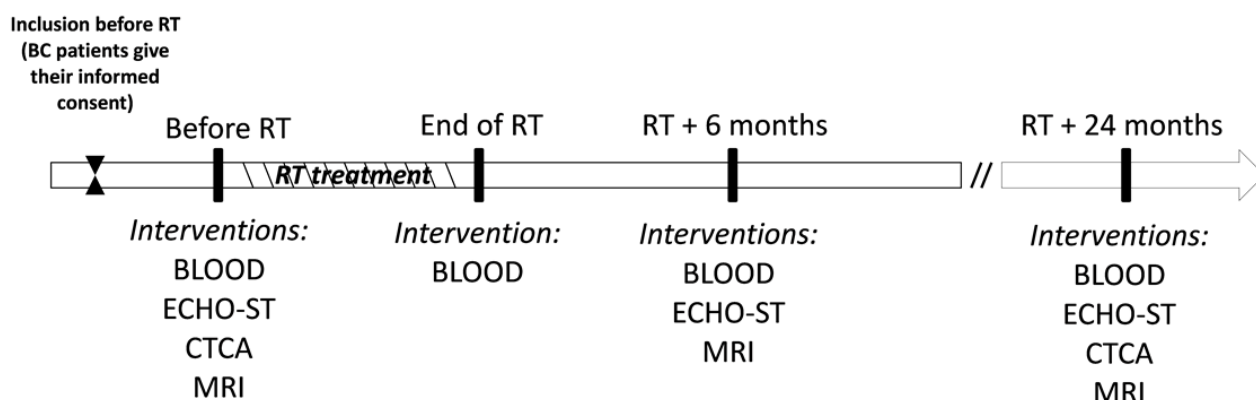 Inclusion before RT
(BC patients give
their informed
consent)
Before RT
End of RT
RT + 6 months
RT + 24 months
RT treatment
//
Interventions:
BLOOD
ECHO-ST
CTCA
MRI
Intervention:
BLOOD
Interventions:
BLOOD
ECHO-ST
MRI
Interventions:
BLOOD
ECHO-ST
CTCA
MRI